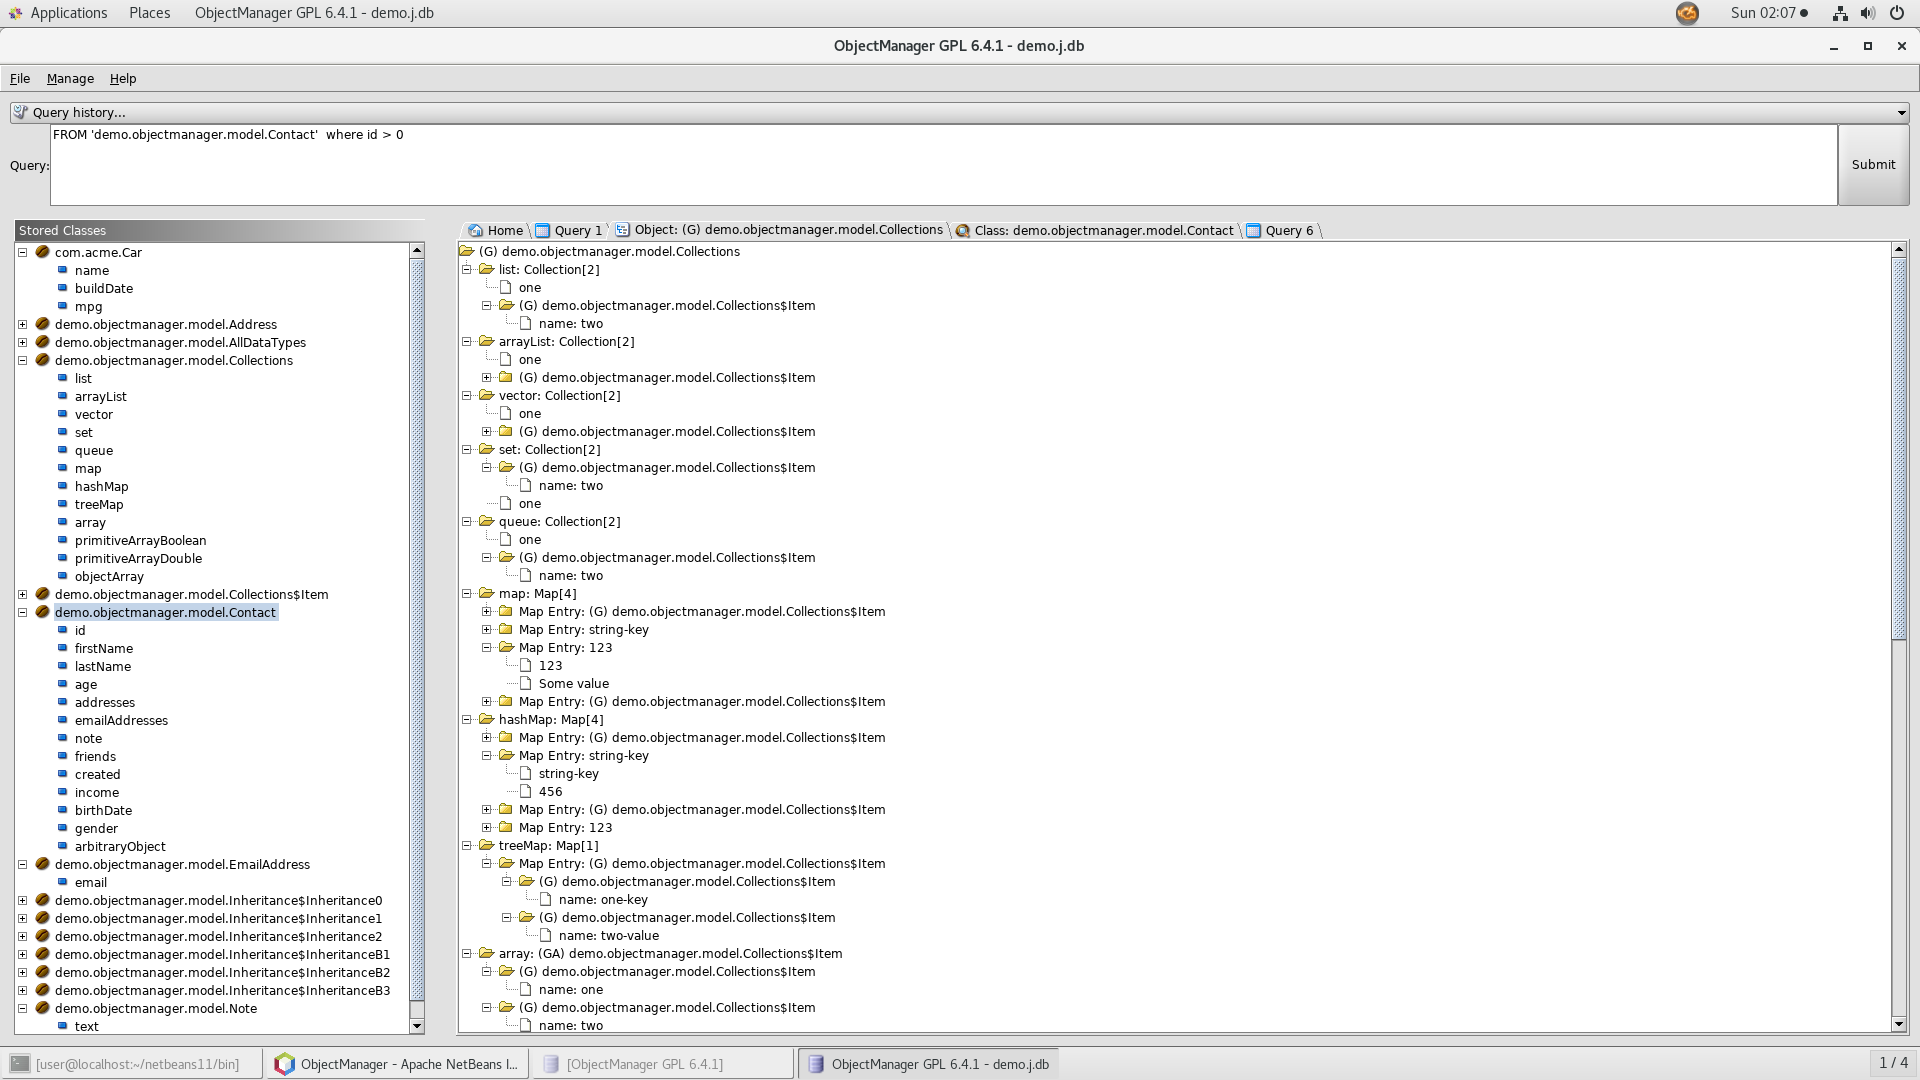 Applications Places ObjectManager GPL 6.4.1 - demo.j.db Sun 02:07
ObjectManager GPL 6.4.1 - demo.j.db
File Manage Help
Query history...
Query:
FROM 'demo.objectmanager.model.Contact'  where id > 0
Submit
Stored Classes
com.acme.Car
name
buildDate
mpg
demo.objectmanager.model.Address
demo.objectmanager.model.AllDataTypes
demo.objectmanager.model.Collections
list
arrayList
vector
set
queue
map
hashMap
treeMap
array
primitiveArrayBoolean
primitiveArrayDouble
objectArray
demo.objectmanager.model.Collections$Item
demo.objectmanager.model.Contact
id
firstName
lastName
age
addresses
emailAddresses
note
friends
created
income
birthDate
gender
arbitraryObject
demo.objectmanager.model.EmailAddress
email
demo.objectmanager.model.Inheritance$Inheritance0
demo.objectmanager.model.Inheritance$Inheritance1
demo.objectmanager.model.Inheritance$Inheritance2
demo.objectmanager.model.Inheritance$InheritanceB1
demo.objectmanager.model.Inheritance$InheritanceB2
demo.objectmanager.model.Inheritance$InheritanceB3
demo.objectmanager.model.Note
text
Home Query 1 Object: (G) demo.objectmanager.model.Collections Class: demo.objectmanager.model.Contact Query 6
(G) demo.objectmanager.model.Collections
list: Collection[2]
one
(G) demo.objectmanager.model.Collections$Item
name: two
arrayList: Collection[2]
one
(G) demo.objectmanager.model.Collections$Item
vector: Collection[2]
one
(G) demo.objectmanager.model.Collections$Item
set: Collection[2]
(G) demo.objectmanager.model.Collections$Item
name: two
one
queue: Collection[2]
one
(G) demo.objectmanager.model.Collections$Item
name: two
map: Map[4]
Map Entry: (G) demo.objectmanager.model.Collections$Item
Map Entry: string-key
Map Entry: 123
123
Some value
Map Entry: (G) demo.objectmanager.model.Collections$Item
hashMap: Map[4]
Map Entry: (G) demo.objectmanager.model.Collections$Item
Map Entry: string-key
string-key
456
Map Entry: (G) demo.objectmanager.model.Collections$Item
Map Entry: 123
treeMap: Map[1]
Map Entry: (G) demo.objectmanager.model.Collections$Item
(G) demo.objectmanager.model.Collections$Item
name: one-key
(G) demo.objectmanager.model.Collections$Item
name: two-value
array: (GA) demo.objectmanager.model.Collections$Item
(G) demo.objectmanager.model.Collections$Item
name: one
(G) demo.objectmanager.model.Collections$Item
name: two
[user@localhost:~/netbeans11/bin] ObjectManager - Apache NetBeans I... [ObjectManager GPL 6.4.1] ObjectManager GPL 6.4.1 - demo.j.db 1 / 4